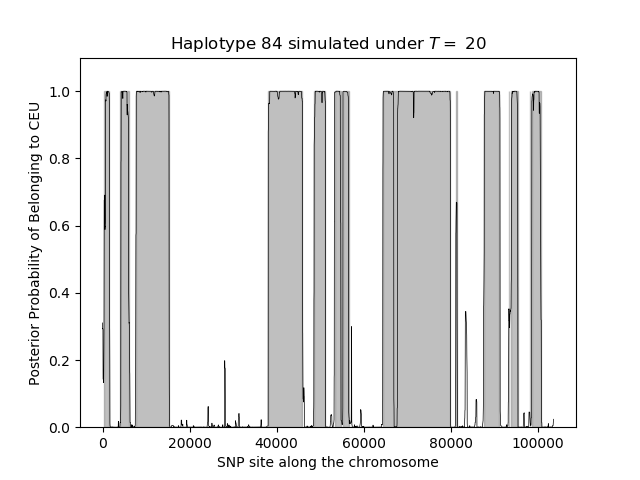 Haplotype 84 simulated under T = 20
Posterior Probability of Belonging to CEU
1.0
0.8
0.6
0.4
0.2
0.0
0 20000 40000 60000 80000 100000
SNP site along the chromosome